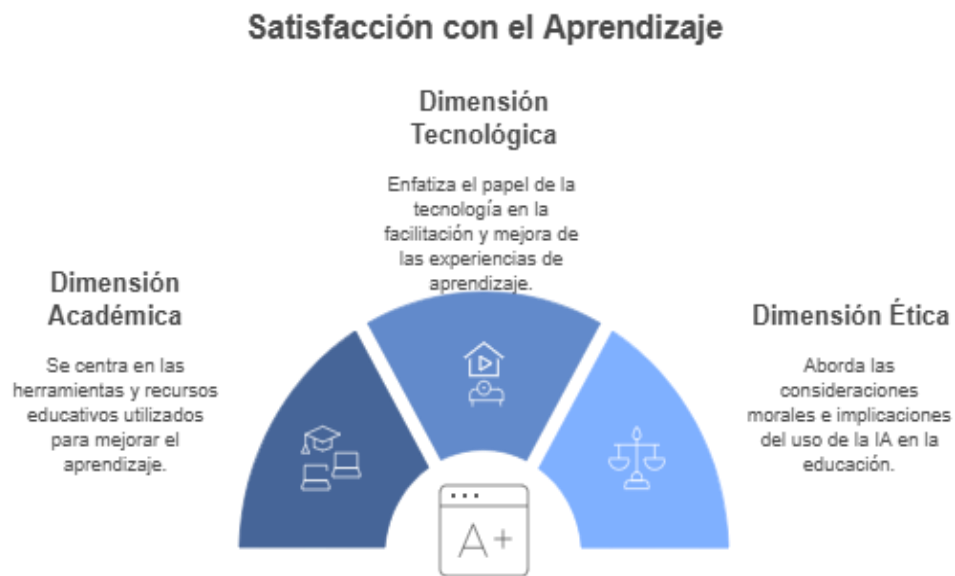 Satisfacción con el Aprendizaje
Dimensión
Tecnológica
Enfatiza el papel de la
tecnología en la
facilitación y mejora de
las experiencias de
aprendizaje.
Dimensión
Académica
Se centra en las
herramientas y recursos
educativos utilizados
para mejorar el
aprendizaje.
Dimensión Ética
Aborda las
consideraciones
morales e implicaciones
del uso de la IA en la
educación.
A+